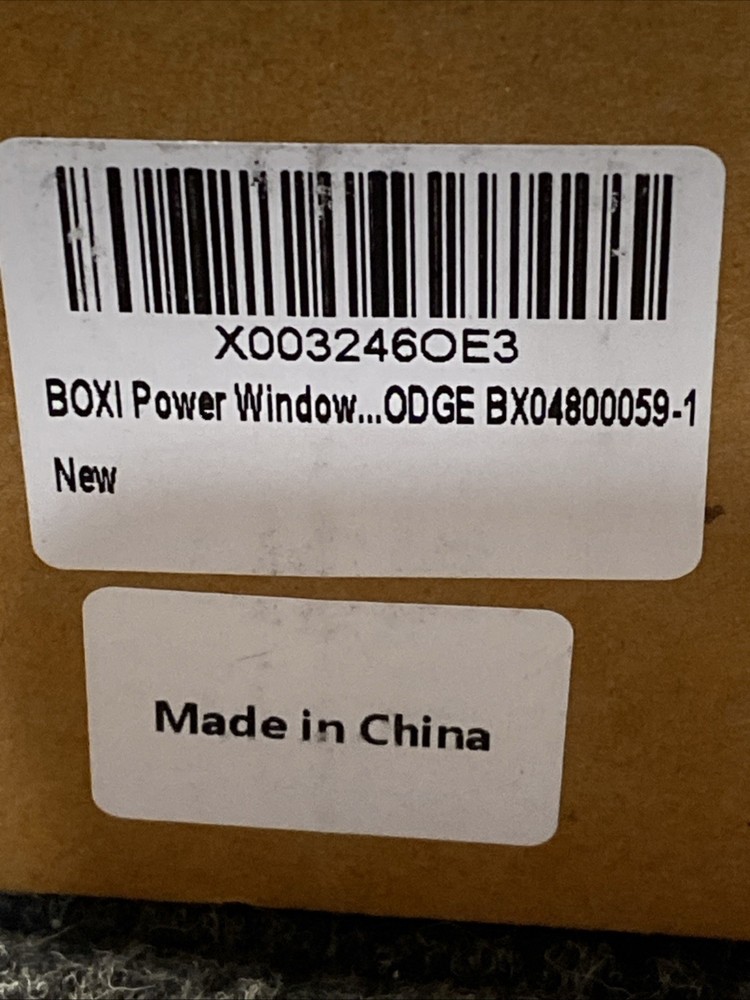 X003246OE3
BOXI Power Window...ODGE BX04800059-1
New
Made in China